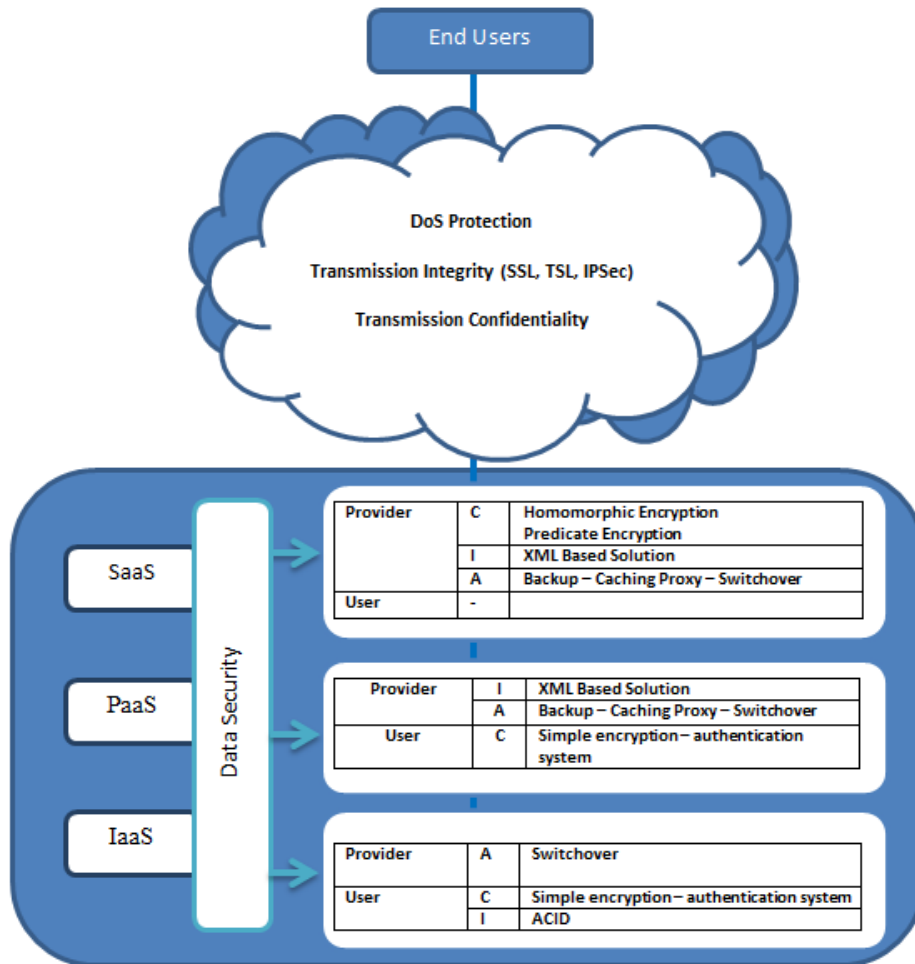 End Users
DoS Protection
Transmission Integrity (SSL, TSL, IPSec)
Transmission Confidentiality
SaaS
PaaS
IaaS
Data Security
Provider C Homomorphic Encryption
Predicate Encryption
I XML Based Solution
A Backup – Caching Proxy – Switchover
User -
Provider I XML Based Solution
A Backup – Caching Proxy – Switchover
User C Simple encryption – authentication
system
Provider A Switchover
User C Simple encryption – authentication system
I ACID